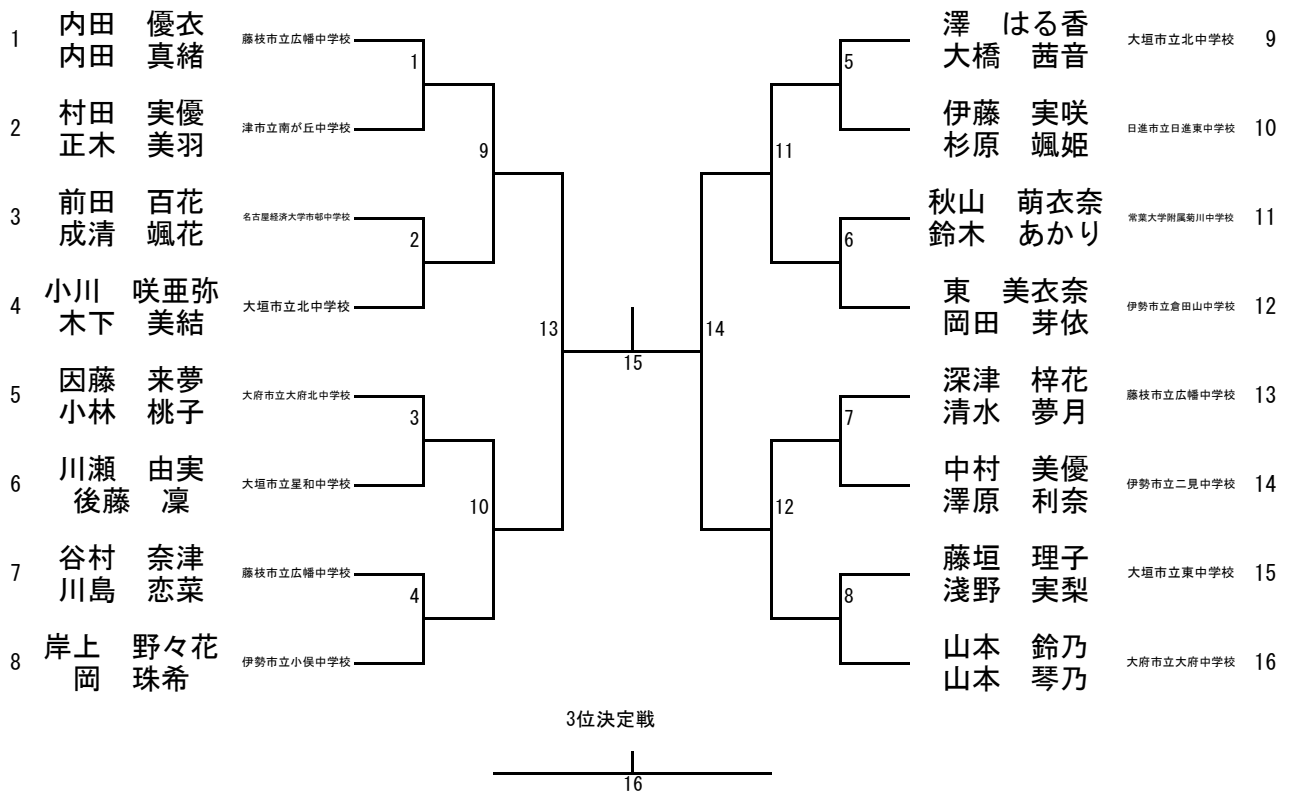 1 内田　優衣 藤枝市立広幡中学校
内田　真緒
2 村田　実優 津市立南が丘中学校
正木　美羽
3 前田　百花 名古屋経済大学市邨中学校
成清　颯花
4 小川　咲亜弥 大垣市立北中学校
木下　美結
5 因藤　来夢 大府市立大府北中学校
小林　桃子
6 川瀬　由実 大垣市立星和中学校
後藤　凜
7 谷村　奈津 藤枝市立広幡中学校
川島　恋菜
8 岸上　野々花 伊勢市立小俣中学校
岡　珠希
1
2
3
4
9
10
13
15
14
11
12
5
6
7
8
澤　はる香 大垣市立北中学校 9
大橋　茜音
伊藤　実咲 日進市立日進東中学校 10
杉原　颯姫
秋山　萌衣奈 常葉大学附属菊川中学校 11
鈴木　あかり
東　美衣奈 伊勢市立倉田山中学校 12
岡田　芽依
深津　梓花 藤枝市立広幡中学校 13
清水　夢月
中村　美優 伊勢市立二見中学校 14
澤原　利奈
藤垣　理子 大垣市立東中学校 15
淺野　実梨
山本　鈴乃 大府市立大府中学校 16
山本　琴乃
3位決定戦
16